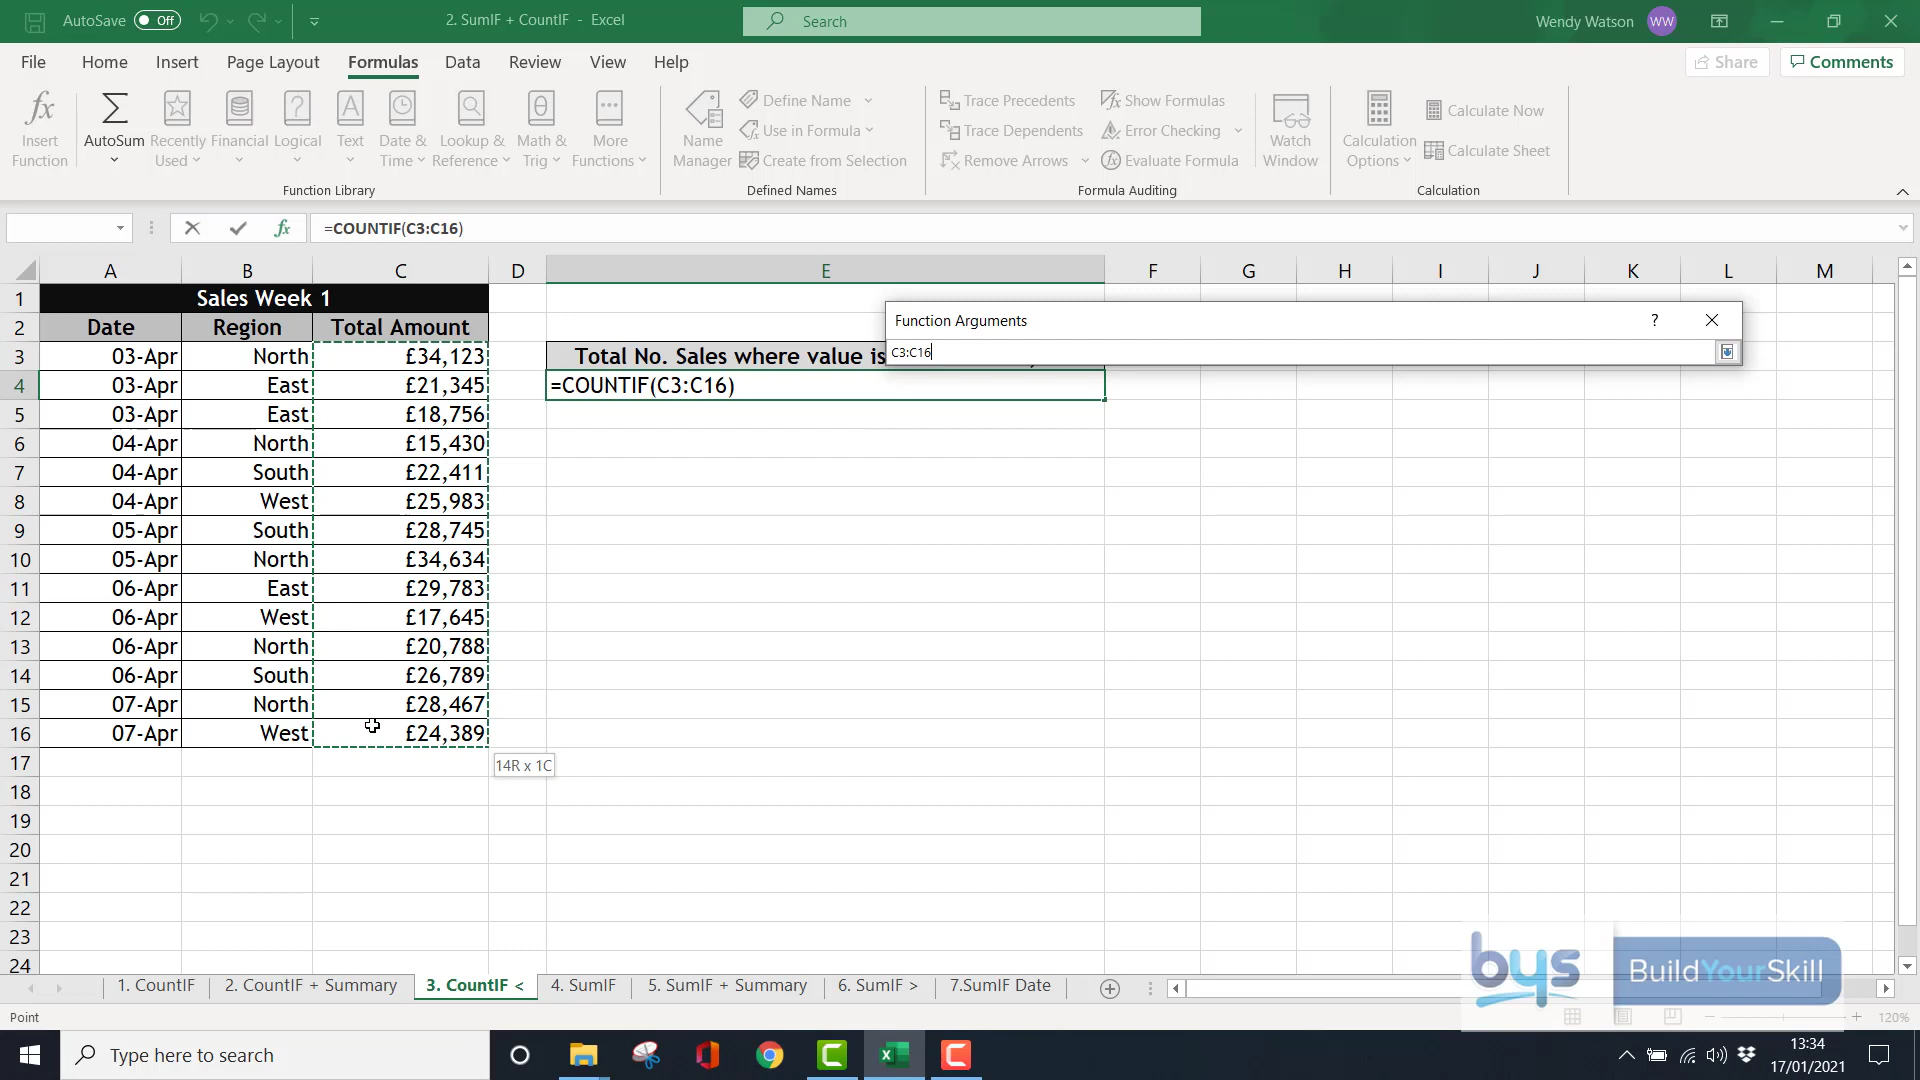 AutoSave Off 2. SumIF + CountIF - Excel Search Wendy Watson WW
File Home Insert Page Layout Formulas Data Review View Help Share Comments
Insert Function
AutoSum
Recently Used
Financial
Logical
Text
Date & Time
Lookup & Reference
Math & Trig
More Functions
Function Library
Name Manager
Define Name
Use in Formula
Create from Selection
Defined Names
Trace Precedents
Trace Dependents
Remove Arrows
Show Formulas
Error Checking
Evaluate Formula
Watch Window
Formula Auditing
Calculation Options
Calculate Now
Calculate Sheet
Calculation
fx =COUNTIF(C3:C16)
A B C D E F G H I J K L M
1 Sales Week 1
2 Date Region Total Amount
3 03-Apr North £34,123 Total No. Sales where value is
4 03-Apr East £21,345 =COUNTIF(C3:C16)
5 03-Apr East £18,756
6 04-Apr North £15,430
7 04-Apr South £22,411
8 04-Apr West £25,983
9 05-Apr South £28,745
10 05-Apr North £34,634
11 06-Apr East £29,783
12 06-Apr West £17,645
13 06-Apr North £20,788
14 06-Apr South £26,789
15 07-Apr North £28,467
16 07-Apr West £24,389
17
18
19
20
21
22
23
24
Function Arguments ?
C3:C16
14R x 1C
1. CountIF 2. CountIF + Summary 3. CountIF < 4. SumIF 5. SumIF + Summary 6. SumIF > 7.SumIF Date
bys BuildYourSkill
Point 120%
Type here to search
13:34
17/01/2021